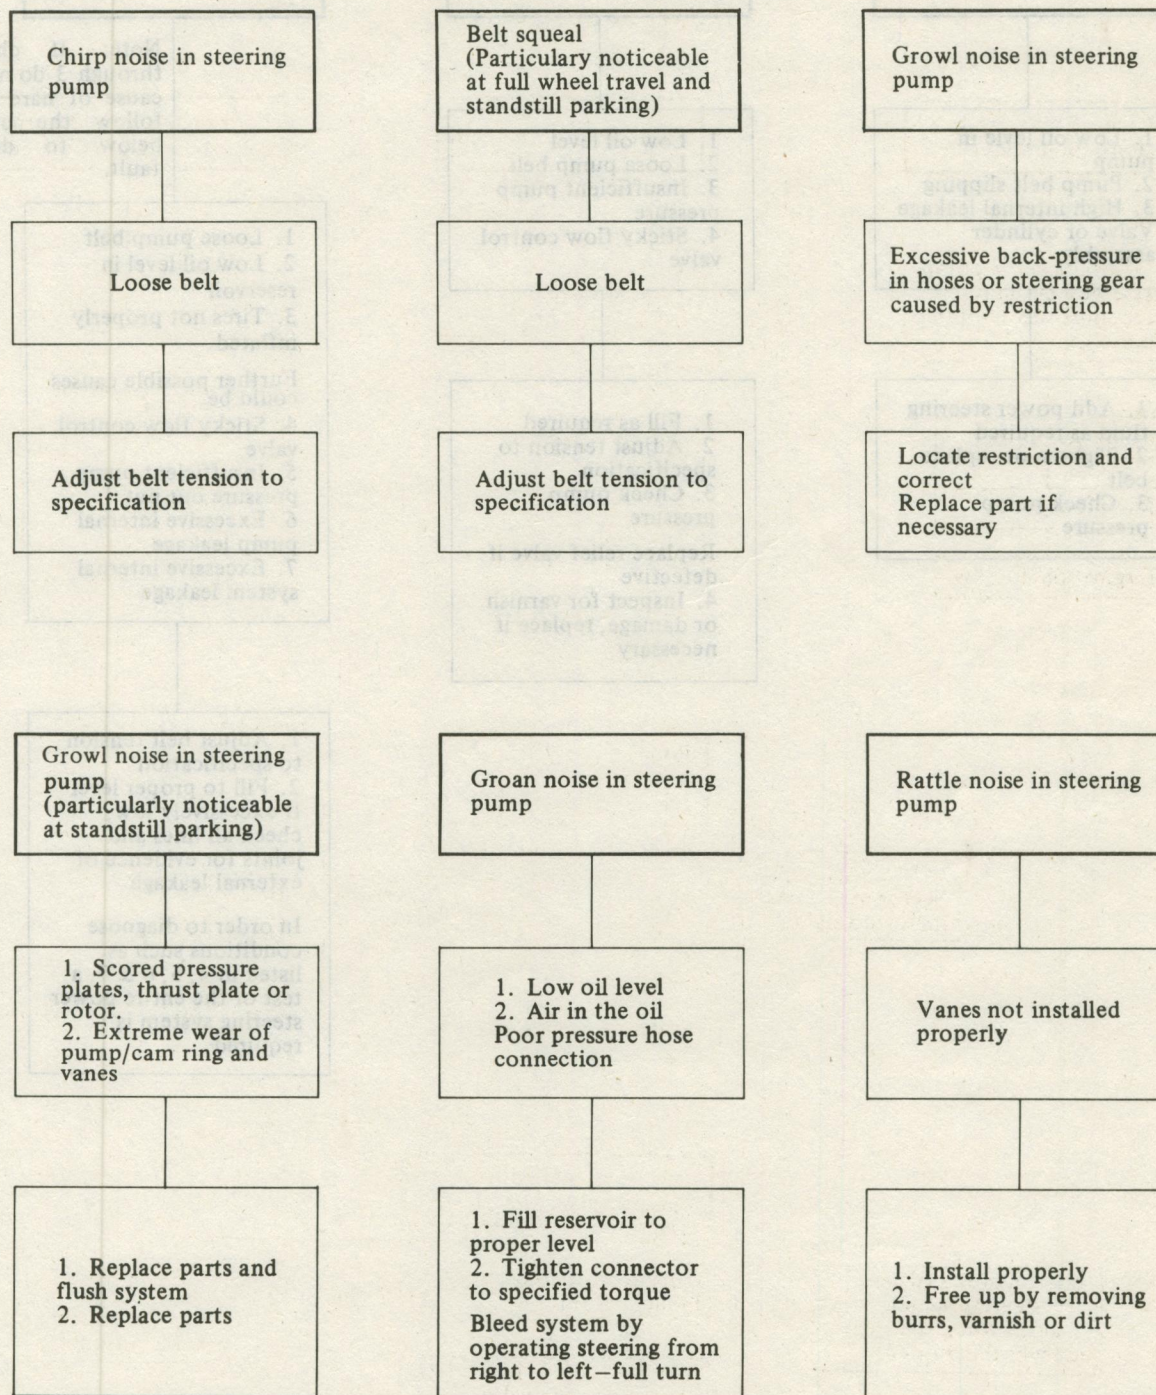 Chirp noise in steering
pump
Loose belt
Adjust belt tension to
specification
Belt squeal
(Particulary noticeable
at full wheel travel and
standstill parking)
Loose belt
Adjust belt tension to
specification
Growl noise in steering
pump
Excessive back-pressure
in hoses or steering gear
caused by restriction
Locate restriction and
correct
Replace part if
necessary
Growl noise in steering
pump
(particularly noticeable
at standstill parking)
1. Scored pressure
plates, thrust plate or
rotor.
2. Extreme wear of
pump/cam ring and
vanes
1. Replace parts and
flush system
2. Replace parts
Groan noise in steering
pump
1. Low oil level
2. Air in the oil
Poor pressure hose
connection
1. Fill reservoir to
proper level
2. Tighten connector
to specified torque
Bleed system by
operating steering from
right to left—full turn
Rattle noise in steering
pump
Vanes not installed
properly
1. Install properly
2. Free up by removing
burrs, varnish or dirt